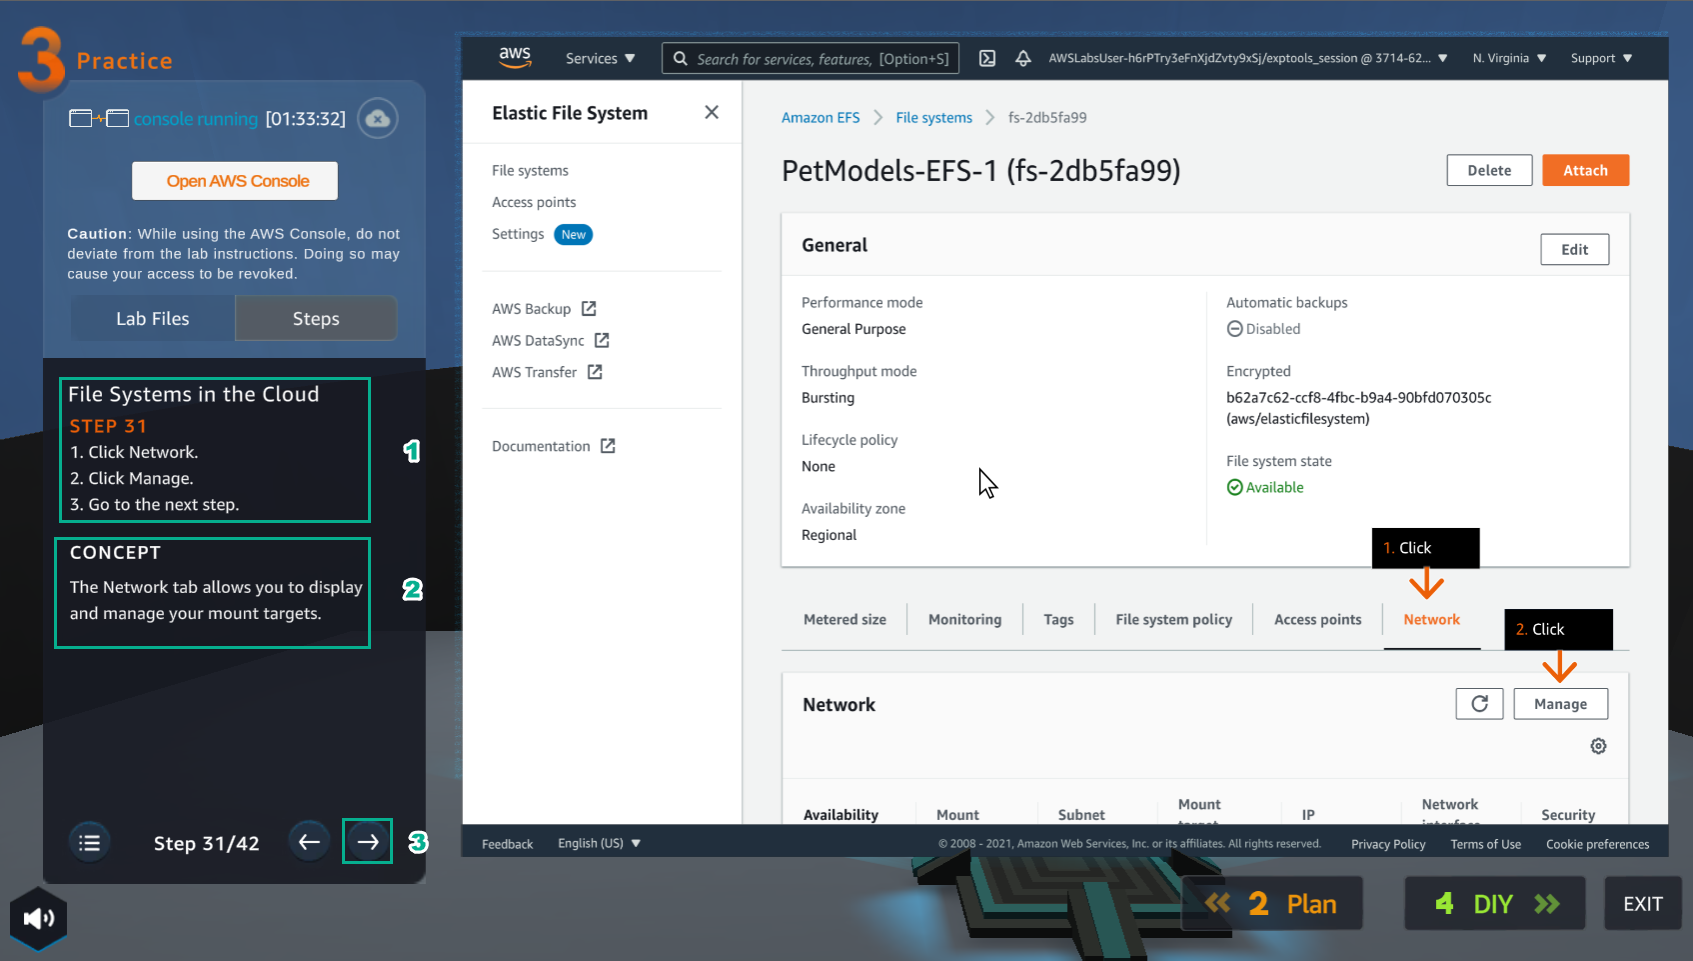 3 Practice
console running [01:33:32]
Open AWS Console
Caution: While using the AWS Console, do not
deviate from the lab instructions. Doing so may
cause your access to be revoked.
Lab Files
Steps
File Systems in the Cloud
STEP 31
1. Click Network.
2. Click Manage.
3. Go to the next step.
1
CONCEPT
The Network tab allows you to display
and manage your mount targets.
2
Step 31/42
3
aws
Services ▼
Search for services, features, [Option+S]
AWSLabsUser-h6rPTry3eFnXjdZvty9xSj/exptools_session @ 3714-62... ▼
N. Virginia ▼
Support ▼
Elastic File System
File systems
Access points
Settings New
AWS Backup
AWS DataSync
AWS Transfer
Documentation
Amazon EFS > File systems > fs-2db5fa99
PetModels-EFS-1 (fs-2db5fa99)
Delete
Attach
General
Edit
Performance mode
General Purpose
Throughput mode
Bursting
Lifecycle policy
None
Availability zone
Regional
Automatic backups
Disabled
Encrypted
b62a7c62-ccf8-4fbc-b9a4-90bfd070305c
(aws/elasticfilesystem)
File system state
Available
1. Click
Metered size
Monitoring
Tags
File system policy
Access points
Network
2. Click
Network
Manage
Availability
Mount
Subnet
Mount
target
IP
Network
interface
Security
Feedback
English (US) ▼
© 2008 - 2021, Amazon Web Services, Inc. or its affiliates. All rights reserved.
Privacy Policy
Terms of Use
Cookie preferences
2 Plan
4 DIY
EXIT